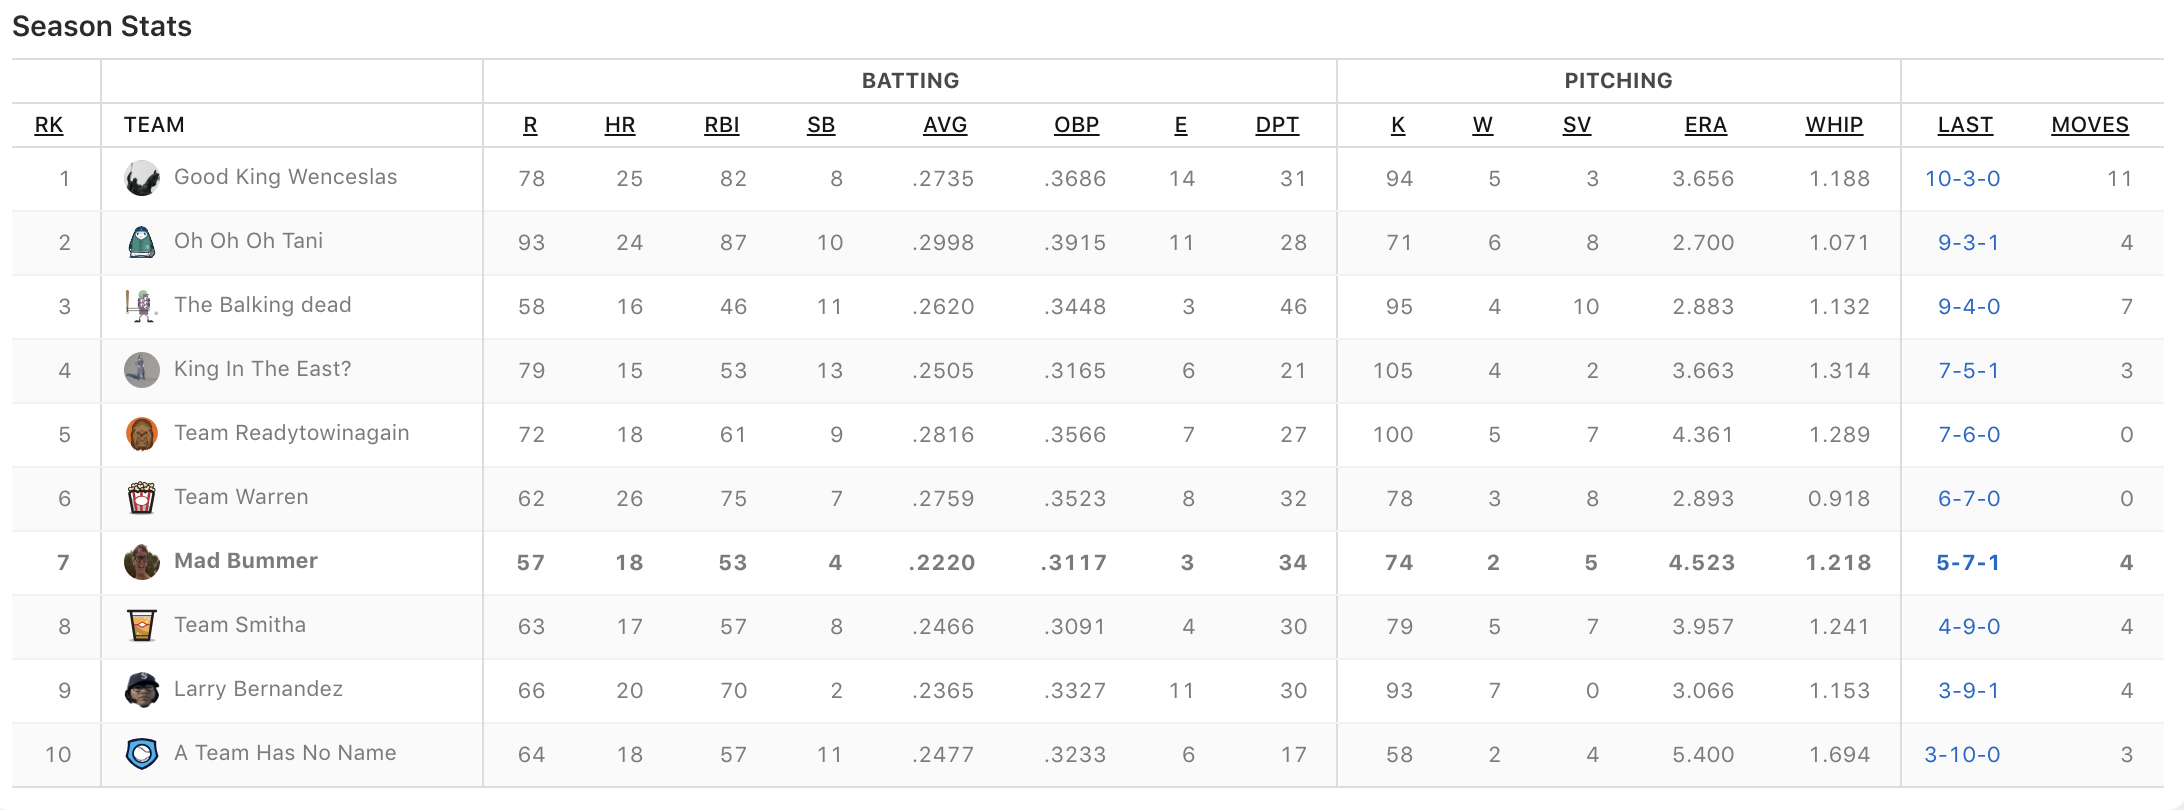 Season Stats
BATTING PITCHING
RK TEAM R HR RBI SB AVG OBP E DPT K W SV ERA WHIP LAST MOVES
1 Good King Wenceslas 78 25 82 8 .2735 .3686 14 31 94 5 3 3.656 1.188 10-3-0 11
2 Oh Oh Oh Tani 93 24 87 10 .2998 .3915 11 28 71 6 8 2.700 1.071 9-3-1 4
3 The Balking dead 58 16 46 11 .2620 .3448 3 46 95 4 10 2.883 1.132 9-4-0 7
4 King In The East? 79 15 53 13 .2505 .3165 6 21 105 4 2 3.663 1.314 7-5-1 3
5 Team Readytowinagain 72 18 61 9 .2816 .3566 7 27 100 5 7 4.361 1.289 7-6-0 0
6 Team Warren 62 26 75 7 .2759 .3523 8 32 78 3 8 2.893 0.918 6-7-0 0
7 Mad Bummer 57 18 53 4 .2220 .3117 3 34 74 2 5 4.523 1.218 5-7-1 4
8 Team Smitha 63 17 57 8 .2466 .3091 4 30 79 5 7 3.957 1.241 4-9-0 4
9 Larry Bernandez 66 20 70 2 .2365 .3327 11 30 93 7 0 3.066 1.153 3-9-1 4
10 A Team Has No Name 64 18 57 11 .2477 .3233 6 17 58 2 4 5.400 1.694 3-10-0 3